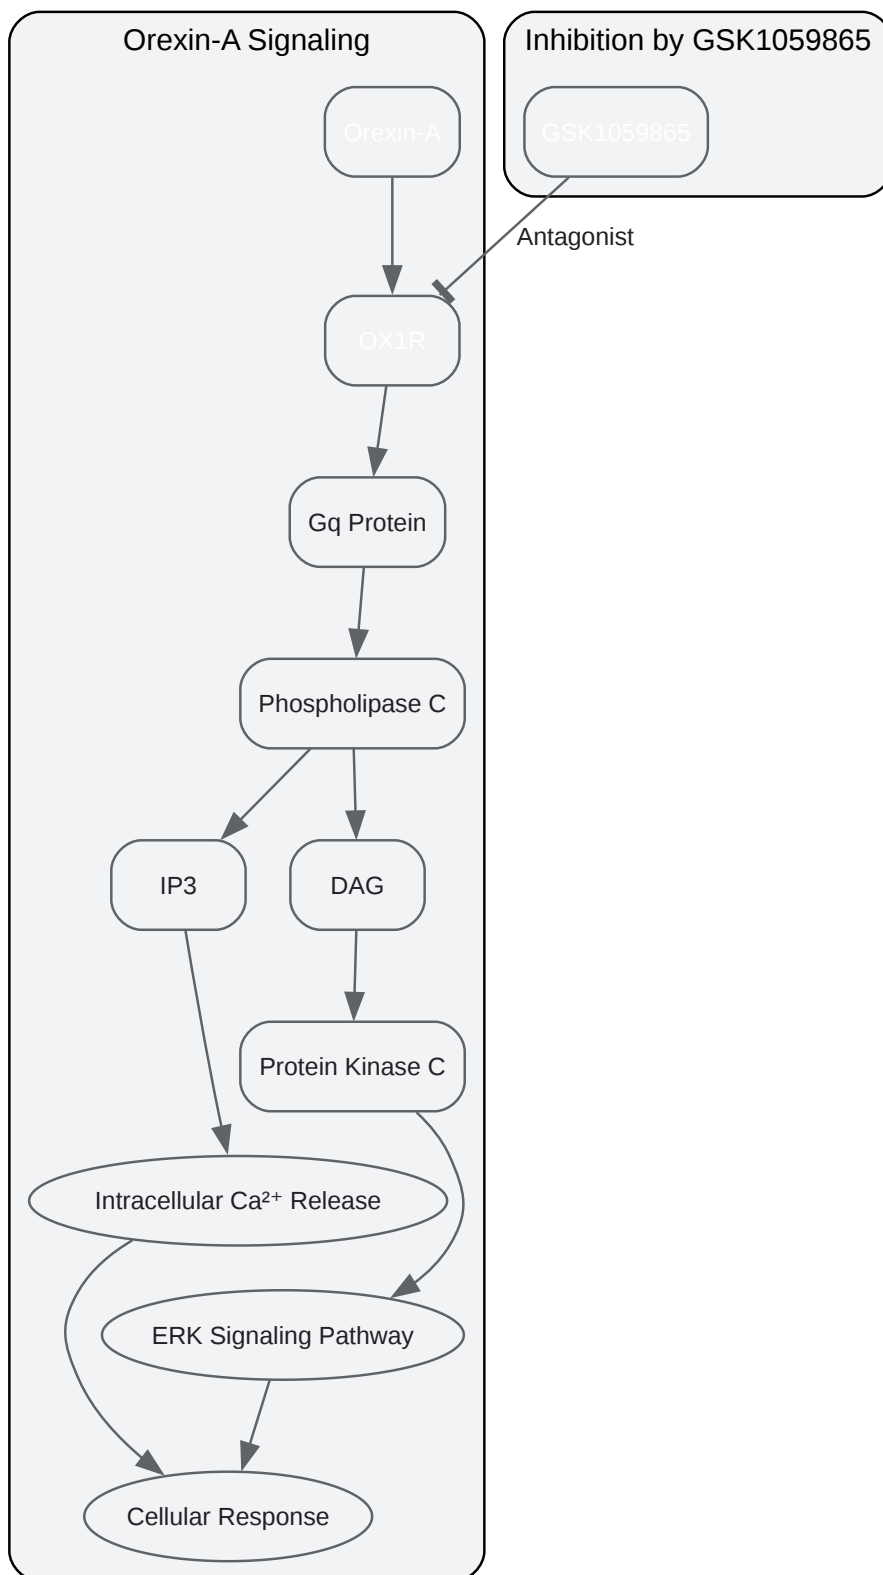 Orexin-A Signaling
Inhibition by GSK1059865
Orexin-A
GSK1059865
Antagonist
OX1R
Gq Protein
Phospholipase C
IP3
DAG
Protein Kinase C
Intracellular Ca²⁺ Release
ERK Signaling Pathway
Cellular Response